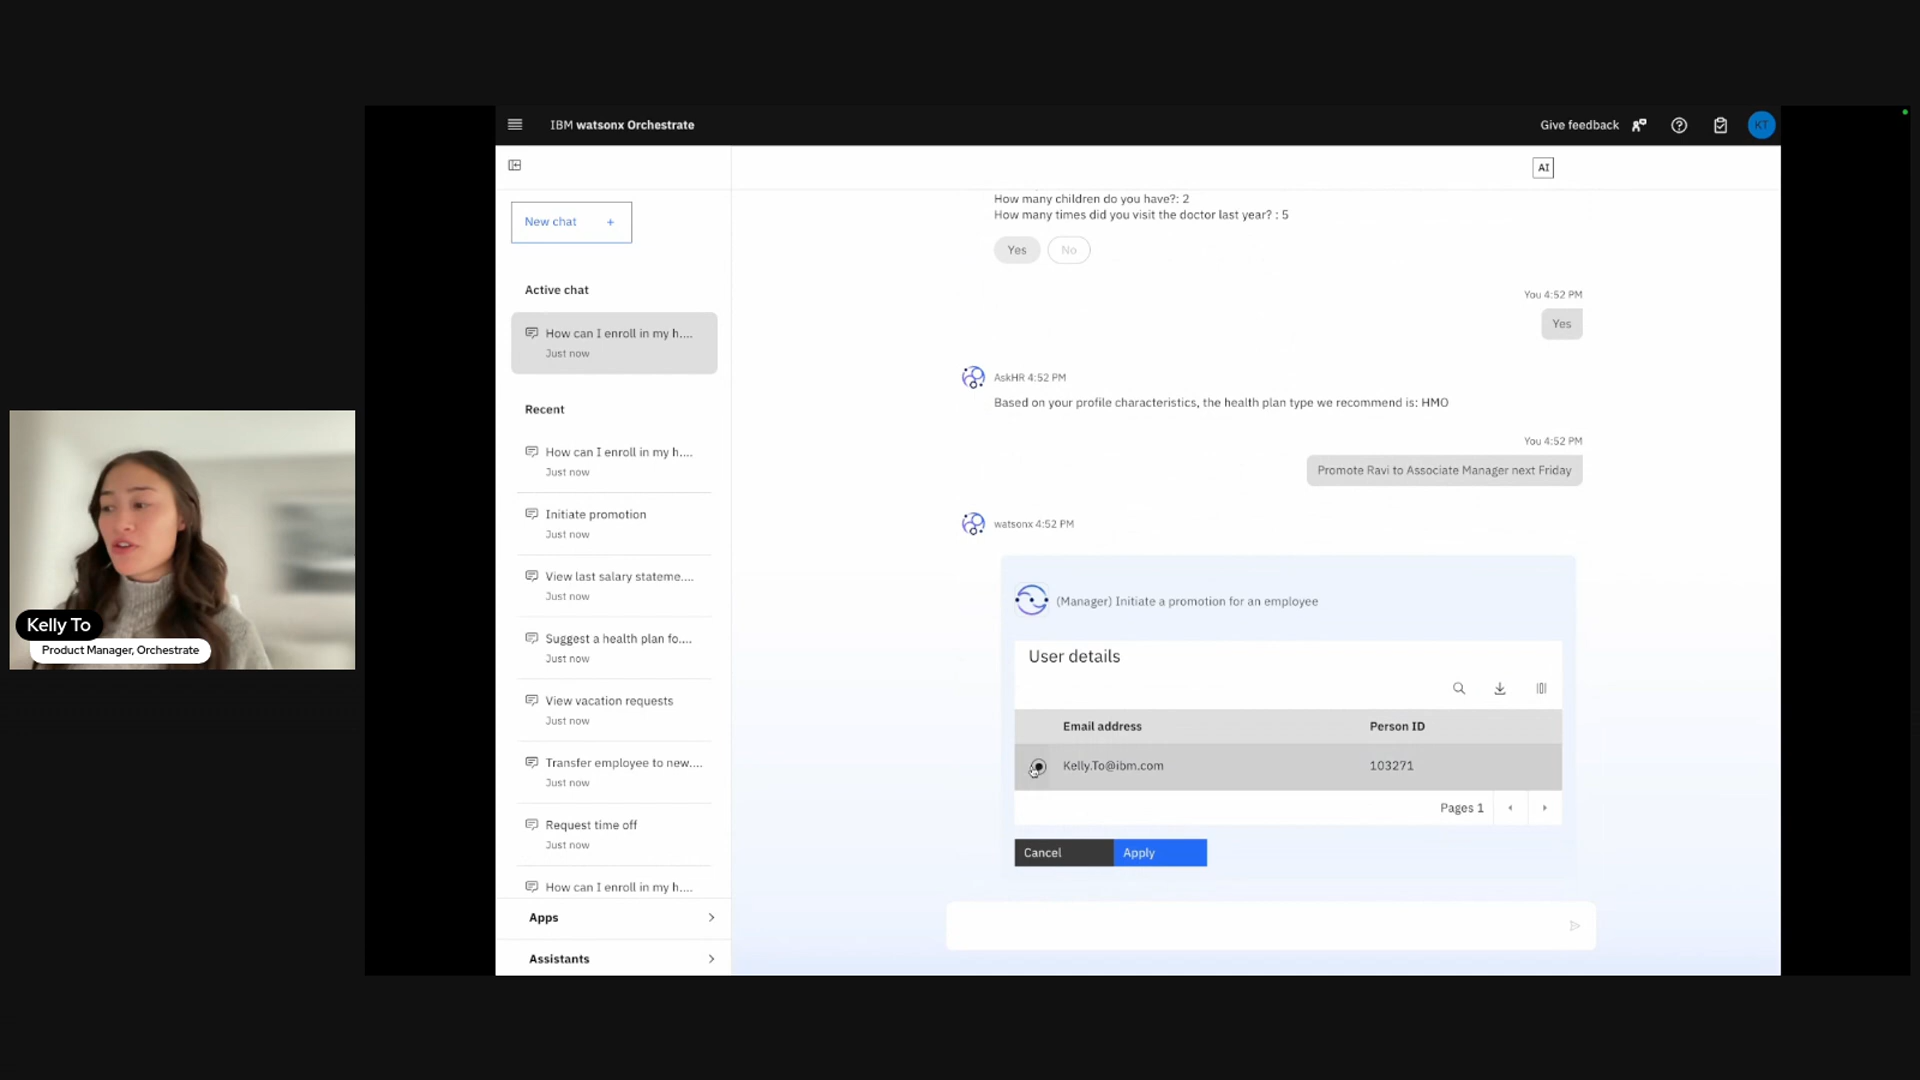 IBM watsonx Orchestrate
Give feedback
KT
AI
New chat +
Active chat
How can I enroll in my h....
Just now
Recent
How can I enroll in my h....
Just now
Initiate promotion
Just now
View last salary stateme....
Just now
Suggest a health plan fo....
Just now
View vacation requests
Just now
Transfer employee to new....
Just now
Request time off
Just now
How can I enroll in my h....
Apps
Assistants
How many children do you have?: 2
How many times did you visit the doctor last year? : 5
Yes
No
You 4:52 PM
Yes
AskHR 4:52 PM
Based on your profile characteristics, the health plan type we recommend is: HMO
You 4:52 PM
Promote Ravi to Associate Manager next Friday
watsonx 4:52 PM
(Manager) Initiate a promotion for an employee
User details
Email address Person ID
Kelly.To@ibm.com 103271
Pages 1
Cancel
Apply
Kelly To
Product Manager, Orchestrate